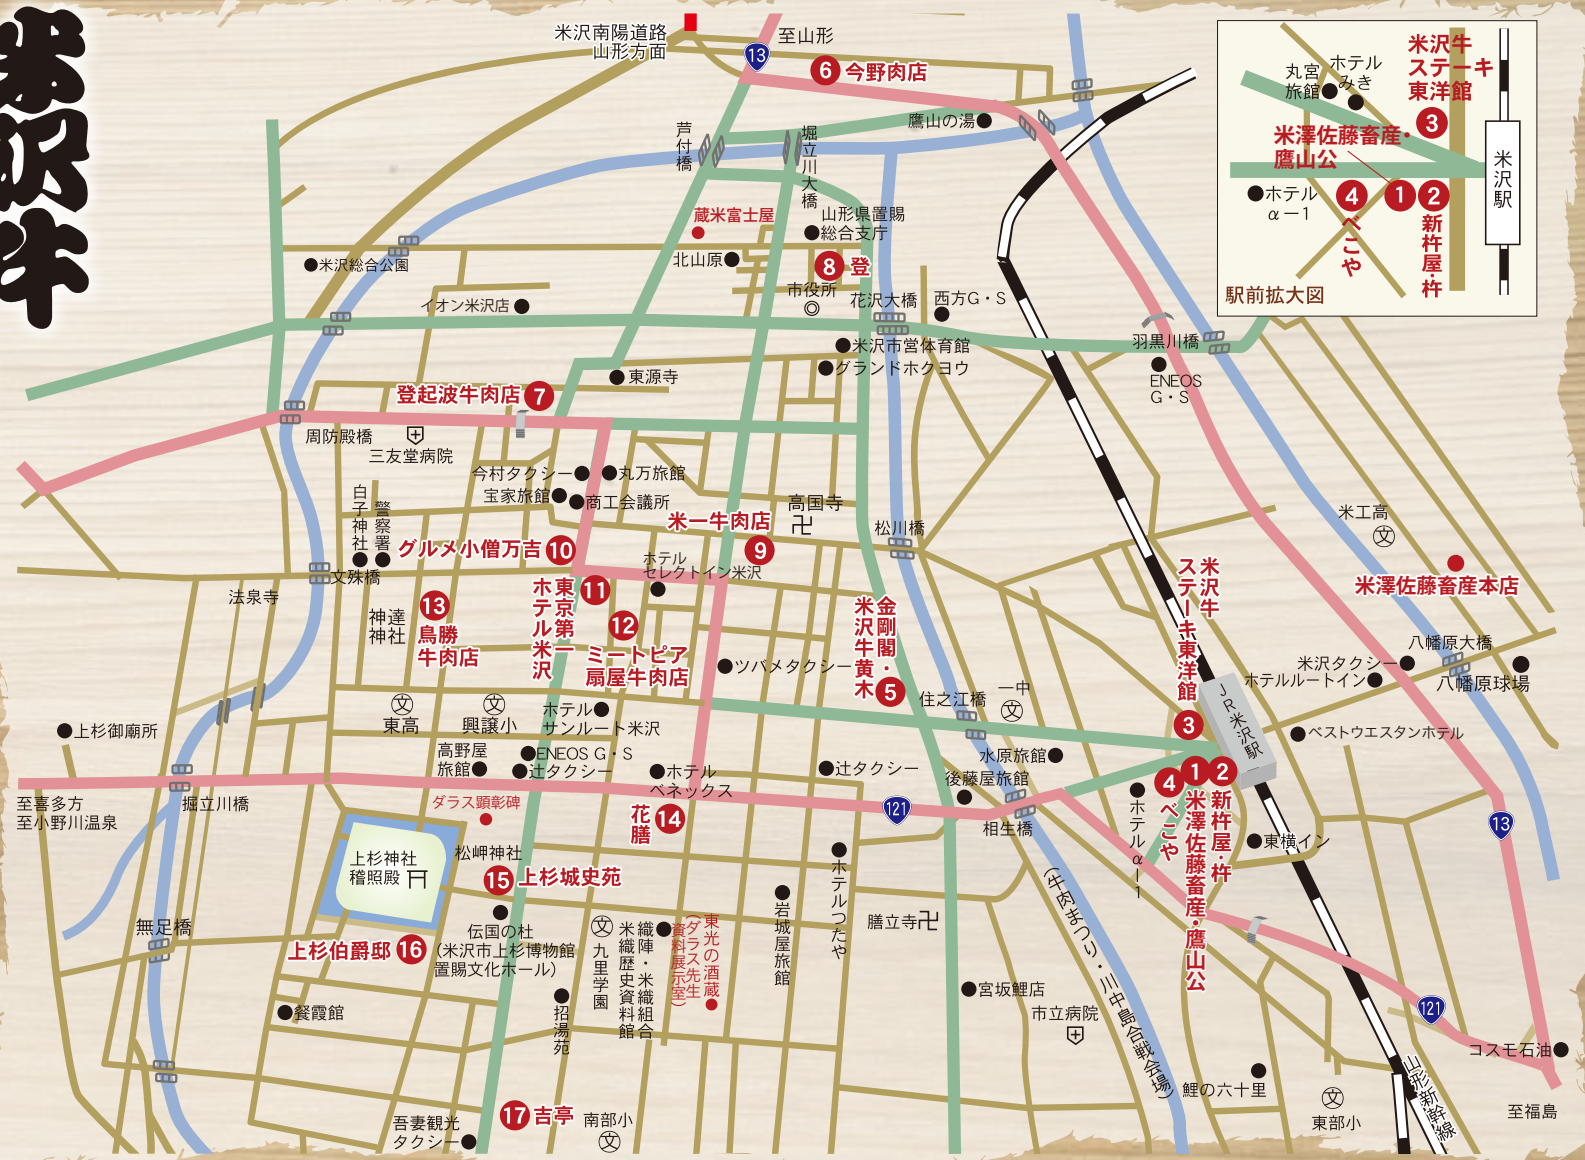 米沢牛
米沢南陽道路
山形方面
至山形
13
6 今野肉店
鷹山の湯
芦付橋
堀立川大橋
蔵米富士屋
山形県置賜
総合支庁
北山原
8 登
市役所
花沢大橋
西方G・S
米沢総合公園
イオン米沢店
米沢市営体育館
グランドホクヨウ
羽黒川橋
ENEOS
G・S
東源寺
登起波牛肉店 7
周防殿橋
三友堂病院
今村タクシー
丸万旅館
宝家旅館
商工会議所
白子神社
警察署
米一牛肉店
9
高国寺
松川橋
米工高
文
グルメ小僧万吉 10
ホテル
セレクトイン米沢
文殊橋
法泉寺
神達
神社
13
鳥勝
牛肉店
11
東京第一
ホテル米沢
12
ミートピア
扇屋牛肉店
ツバメタクシー
金剛閣・
米沢牛黄木
5
米沢牛
ステーキ東洋館
3
米澤佐藤畜産本店
八幡原大橋
米沢タクシー
ホテルルートイン
八幡原球場
住之江橋
一中
文
JR米沢駅
ベストウエスタンホテル
文
東高
文
興譲小
ホテル
サンルート米沢
上杉御廟所
高野屋
旅館
ENEOS G・S
辻タクシー
ホテル
ベネックス
辻タクシー
水原旅館
後藤屋旅館
至喜多方
至小野川温泉
掘立川橋
ダラス顕彰碑
花膳
14
121
相生橋
4 べこや
1 米澤佐藤畜産・鷹山公
2 新杵屋・杵
ホテルα−1
東横イン
13
上杉神社
稽照殿
松岬神社
15 上杉城史苑
ホテルつたや
岩城屋旅館
膳立寺
(牛肉まつり・川中島合戦会場)
無足橋
上杉伯爵邸 16
伝国の杜
(米沢市上杉博物館
置賜文化ホール)
文
九里学園
織陣・米織組合
米織歴史資料館
東光の酒蔵
(ダラス先生
資料展示室)
餐霞館
招湯苑
宮坂鯉店
市立病院
121
コスモ石油
鯉の六十里
文
東部小
山形新幹線
至福島
吾妻観光
タクシー
17 吉亭
南部小
文
米沢牛
ステーキ
東洋館
3
丸宮
旅館
ホテル
みき
米澤佐藤畜産・
鷹山公
米沢駅
ホテル
α−1
4
べこや
1
2
新杵屋・杵
駅前拡大図